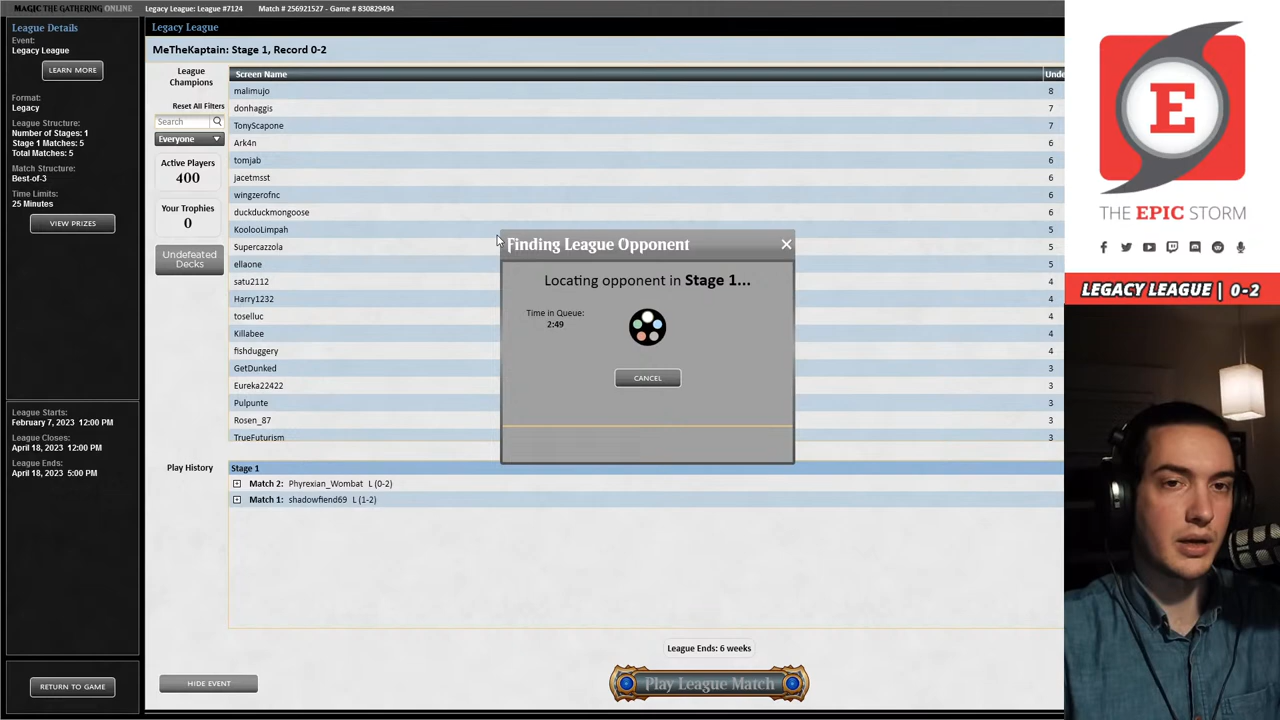 MAGIC THE GATHERING ONLINE
Legacy League: League #7124
Match # 256921527 - Game # 830829494
League Details
Event:
Legacy League
LEARN MORE
Format:
Legacy
League Structure:
Number of Stages: 1
Stage 1 Matches: 5
Total Matches: 5
Match Structure:
Best-of-3
Time Limits:
25 Minutes
VIEW PRIZES
League Starts:
February 7, 2023 12:00 PM
League Closes:
April 18, 2023 12:00 PM
League Ends:
April 18, 2023 5:00 PM
RETURN TO GAME
Legacy League
MeTheKaptain: Stage 1, Record 0-2
League
Champions
Reset All Filters
Search
Everyone
Active Players
400
Your Trophies
0
Undefeated
Decks
Screen Name
Unde
malimujo 8
donhaggis 7
TonyScapone 7
Ark4n 6
tomjab 6
jacetmsst 6
wingzerofnc 6
duckduckmongoose 6
KoolooLimpah 5
Supercazzola 5
ellaone 5
satu2112 4
Harry1232 4
toselluc 4
Killabee 4
fishduggery 4
GetDunked 3
Eureka22422 3
Pulpunte 3
Rosen_87 3
TrueFuturism 3
Finding League Opponent
Locating opponent in Stage 1...
Time in Queue:
2:49
CANCEL
Play History
Stage 1
Match 2: Phyrexian_Wombat L (0-2)
Match 1: shadowfiend69 L (1-2)
League Ends: 6 weeks
HIDE EVENT
Play League Match
E
THE EPIC STORM
LEGACY LEAGUE | 0-2